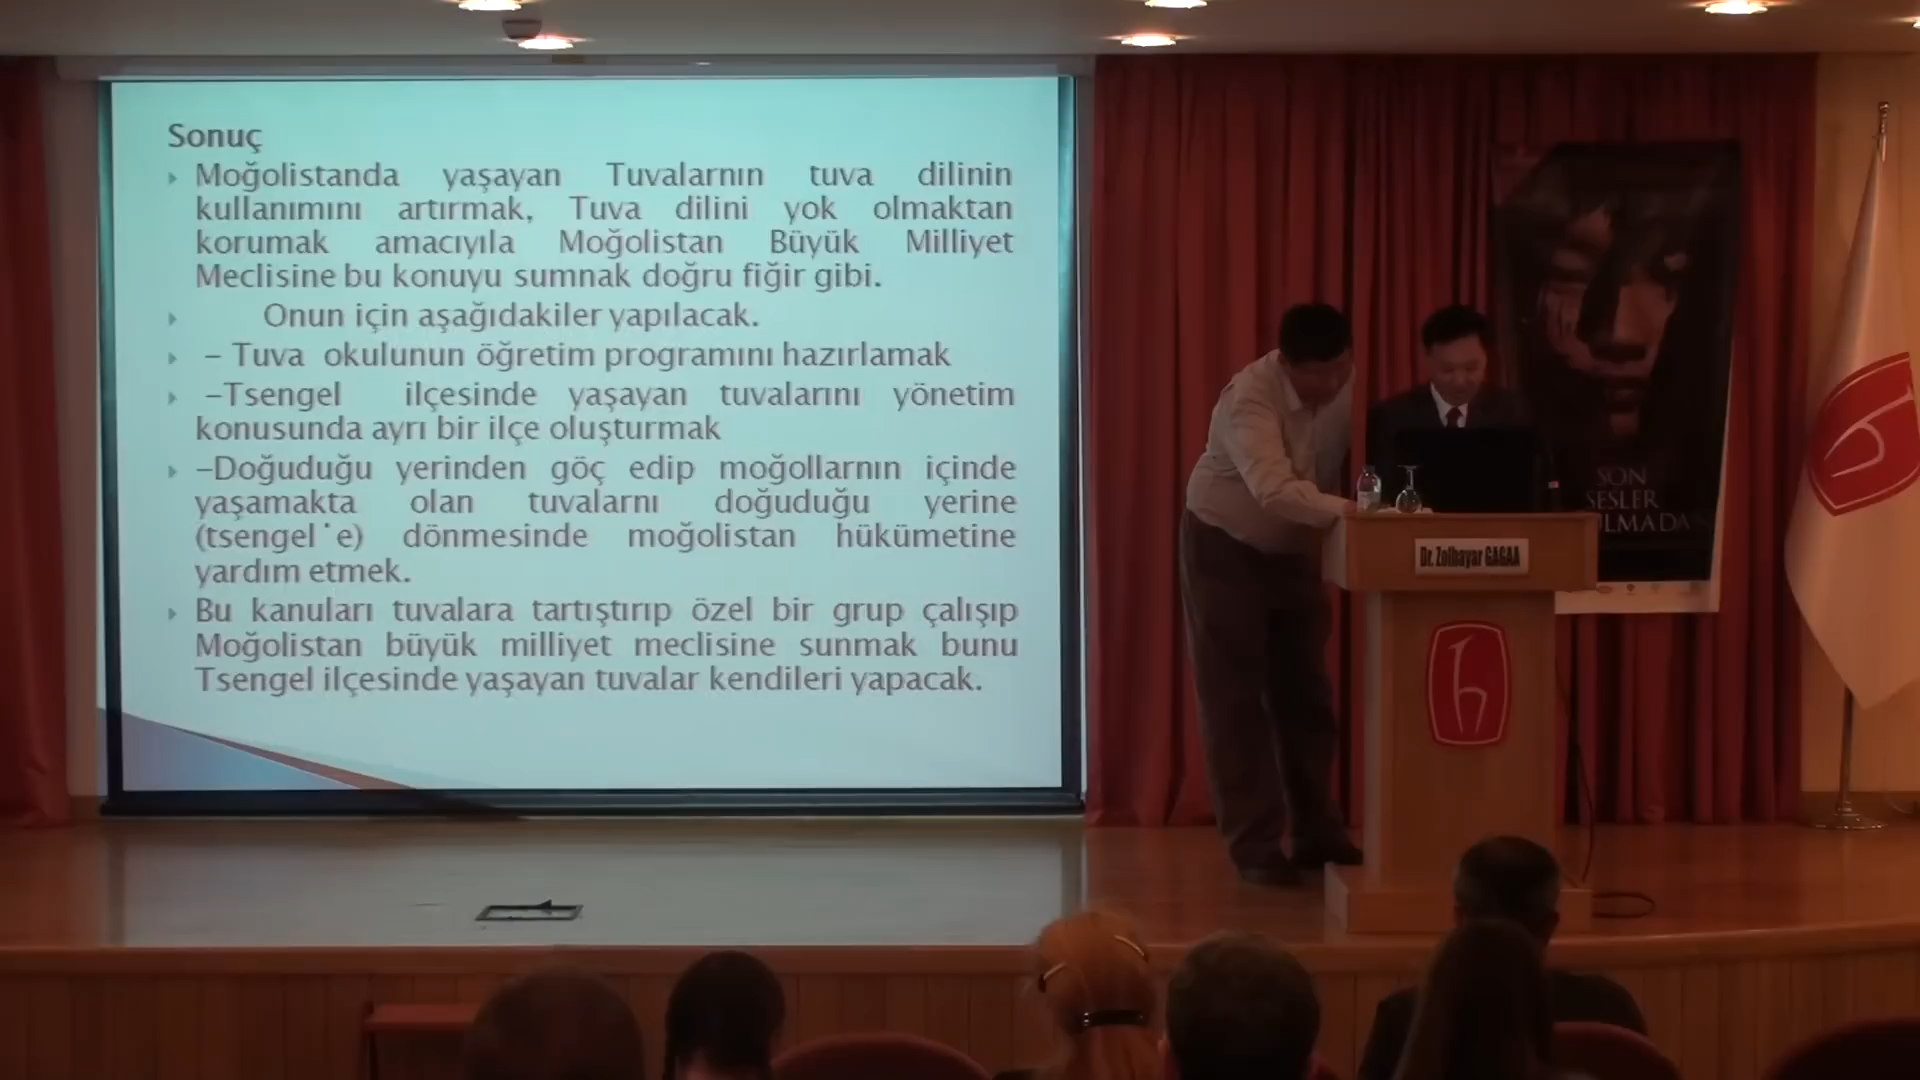 Sonuç
Moğolistanda yaşayan Tuvalarnın tuva dilinin
kullanımını artırmak, Tuva dilini yok olmaktan
korumak amacıyıla Moğolistan Büyük Milliyet
Meclisine bu konuyu sumnak doğru fiğir gibi.
Onun için aşağıdakiler yapılacak.
- Tuva okulunun öğretim programını hazırlamak
-Tsengel ilçesinde yaşayan tuvalarını yönetim
konusunda ayrı bir ilçe oluşturmak
-Doğuduğu yerinden göç edip moğollarnın içinde
yaşamakta olan tuvalarnı doğuduğu yerine
(tsengel˙e) dönmesinde moğolistan hükümetine
yardım etmek.
Bu kanuları tuvalara tartıştırıp özel bir grup çalışıp
Moğolistan büyük milliyet meclisine sunmak bunu
Tsengel ilçesinde yaşayan tuvalar kendileri yapacak.
SON
SESLER
LMADA
Dr. Zolbayar GAGAA